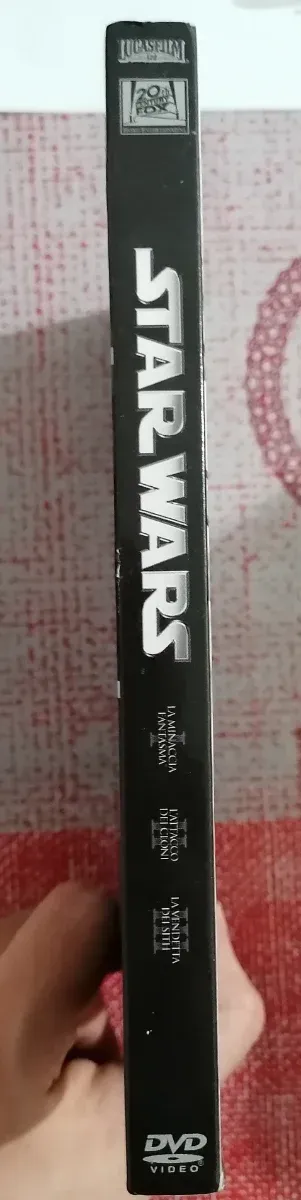 LUCASFILM
LTD
20th
CENTURY
FOX
STAR WARS
I
LA MINACCIA
FANTASMA
II
L'ATTACCO
DEI CLONI
III
LA VENDETTA
DEI SITH
DVD
VIDEO